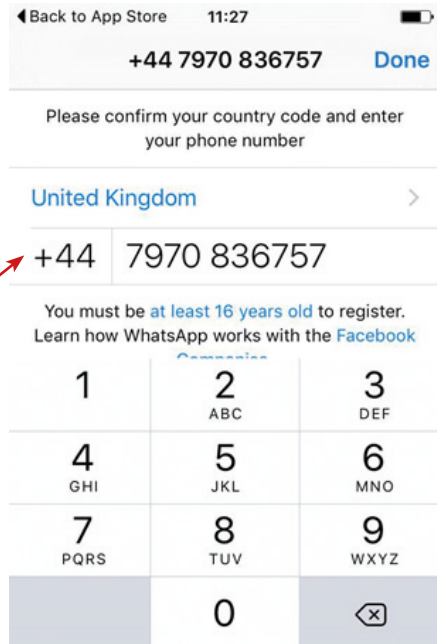 Back to App Store 11:27
+44 7970 836757 Done
Please confirm your country code and enter
your phone number
United Kingdom
+44 7970 836757
You must be at least 16 years old to register.
Learn how WhatsApp works with the Facebook
Companies
1 2 3
ABC DEF
4 5 6
GHI JKL MNO
7 8 9
PQRS TUV WXYZ
0